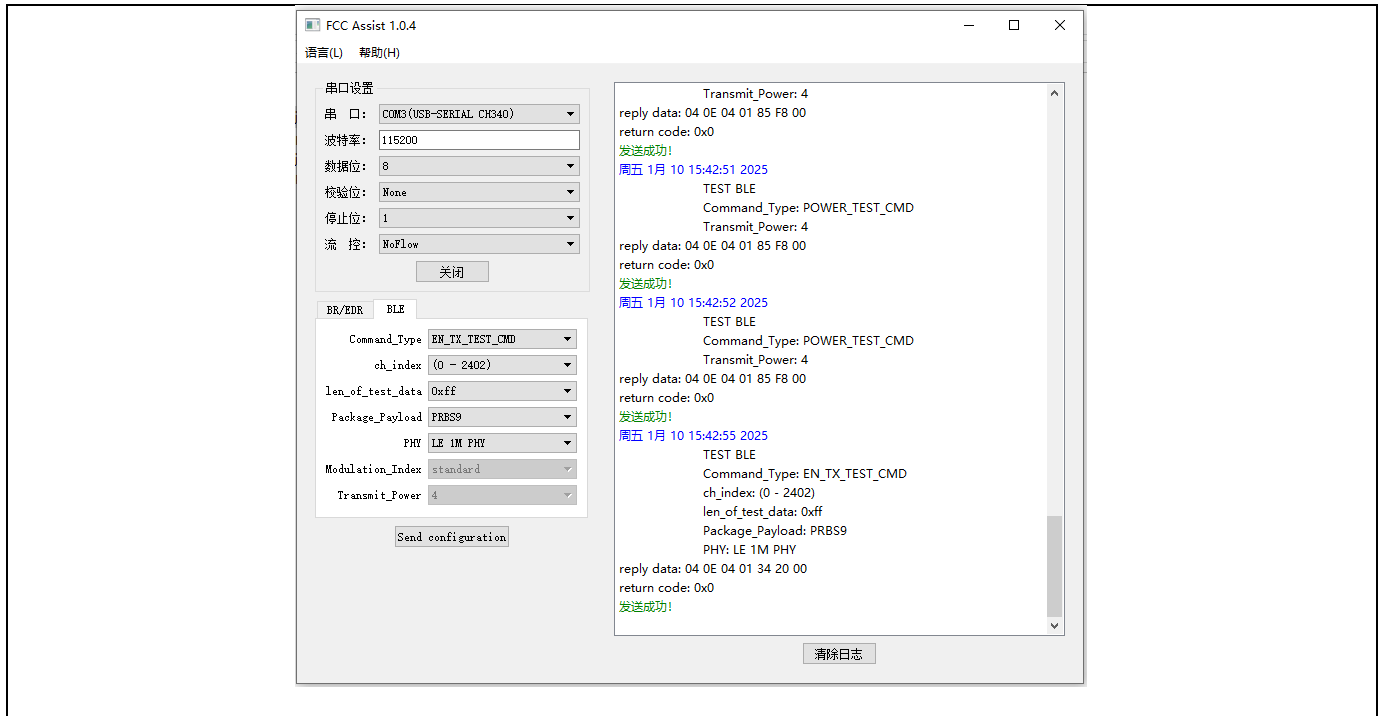 FCC Assist 1.0.4
语言(L) 帮助(H)
串口设置
串 口： COM3(USB-SERIAL CH340)
波特率： 115200
数据位： 8
校验位： None
停止位： 1
流 控： NoFlow
关闭
BR/EDR BLE
Command_Type EN_TX_TEST_CMD
ch_index (0 - 2402)
len_of_test_data 0xff
Package_Payload PRBS9
PHY LE 1M PHY
Modulation_Index standard
Transmit_Power 4
Send configuration
Transmit_Power: 4
reply data: 04 0E 04 01 85 F8 00
return code: 0x0
发送成功!
周五 1月 10 15:42:51 2025
TEST BLE
Command_Type: POWER_TEST_CMD
Transmit_Power: 4
reply data: 04 0E 04 01 85 F8 00
return code: 0x0
发送成功!
周五 1月 10 15:42:52 2025
TEST BLE
Command_Type: POWER_TEST_CMD
Transmit_Power: 4
reply data: 04 0E 04 01 85 F8 00
return code: 0x0
发送成功!
周五 1月 10 15:42:55 2025
TEST BLE
Command_Type: EN_TX_TEST_CMD
ch_index: (0 - 2402)
len_of_test_data: 0xff
Package_Payload: PRBS9
PHY: LE 1M PHY
reply data: 04 0E 04 01 34 20 00
return code: 0x0
发送成功!
清除日志